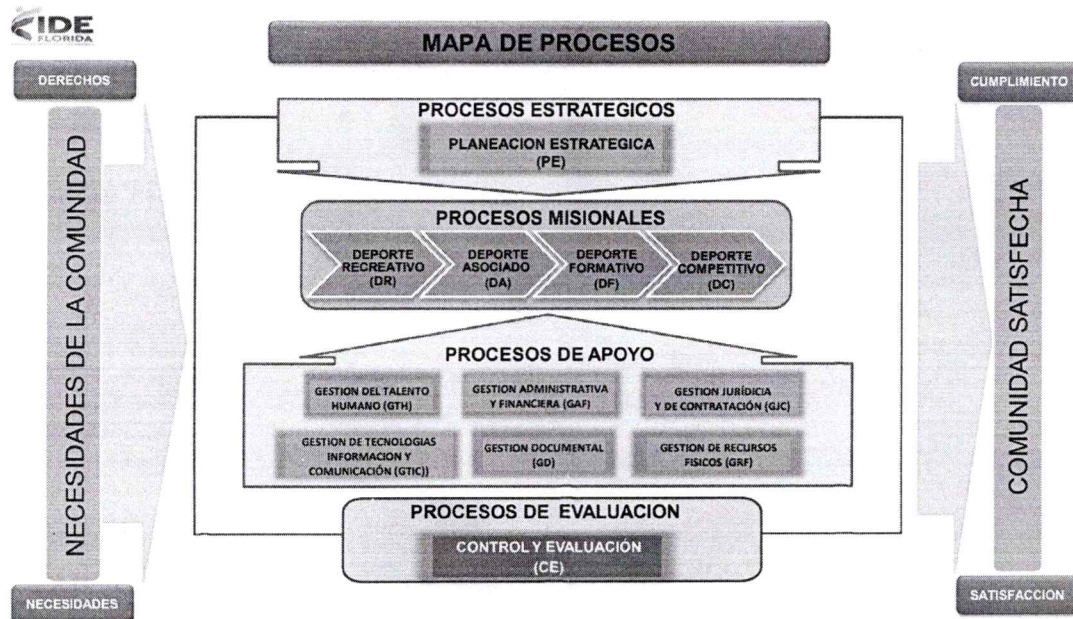 IDE
FLORIDA
MAPA DE PROCESOS
DERECHOS
NECESIDADES DE LA COMUNIDAD
NECESIDADES
PROCESOS ESTRATEGICOS
PLANEACION ESTRATEGICA
(PE)
PROCESOS MISIONALES
DEPORTE
RECREATIVO
(DR)
DEPORTE
ASOCIADO
(DA)
DEPORTE
FORMATIVO
(DF)
DEPORTE
COMPETITIVO
(DC)
PROCESOS DE APOYO
GESTION DEL TALENTO
HUMANO (GTH)
GESTION ADMINISTRATIVA
Y FINANCIERA (GAF)
GESTION JURÍDICIA
Y DE CONTRATACIÓN (GJC)
GESTION DE TECNOLOGIAS
INFORMACION Y
COMUNICACIÓN (GTIC))
GESTION DOCUMENTAL
(GD)
GESTION DE RECURSOS
FISICOS (GRF)
PROCESOS DE EVALUACION
CONTROL Y EVALUACIÓN
(CE)
CUMPLIMIENTO
COMUNIDAD SATISFECHA
SATISFACCION